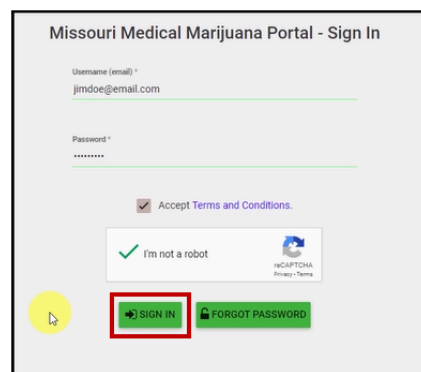 Missouri Medical Marijuana Portal - Sign In
Username (email) *
jimdoe@email.com
Password *
•••••••••
Accept Terms and Conditions.
I'm not a robot
reCAPTCHA
Privacy - Terms
SIGN IN
FORGOT PASSWORD